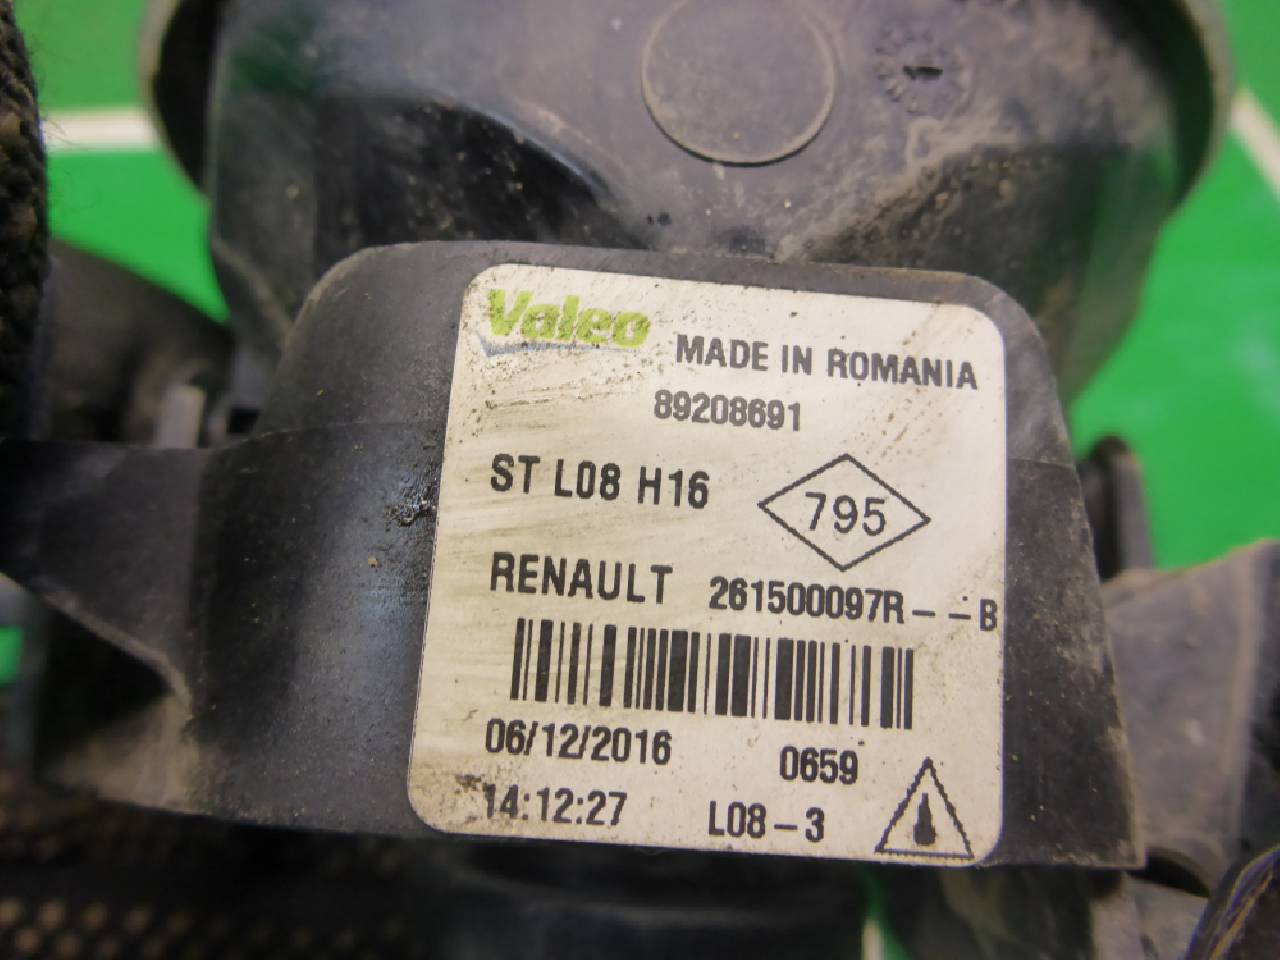 Valeo MADE IN ROMANIA
89208691
ST L08 H16 795
RENAULT 261500097R--B
06/12/2016 0659
14:12:27 L08-3